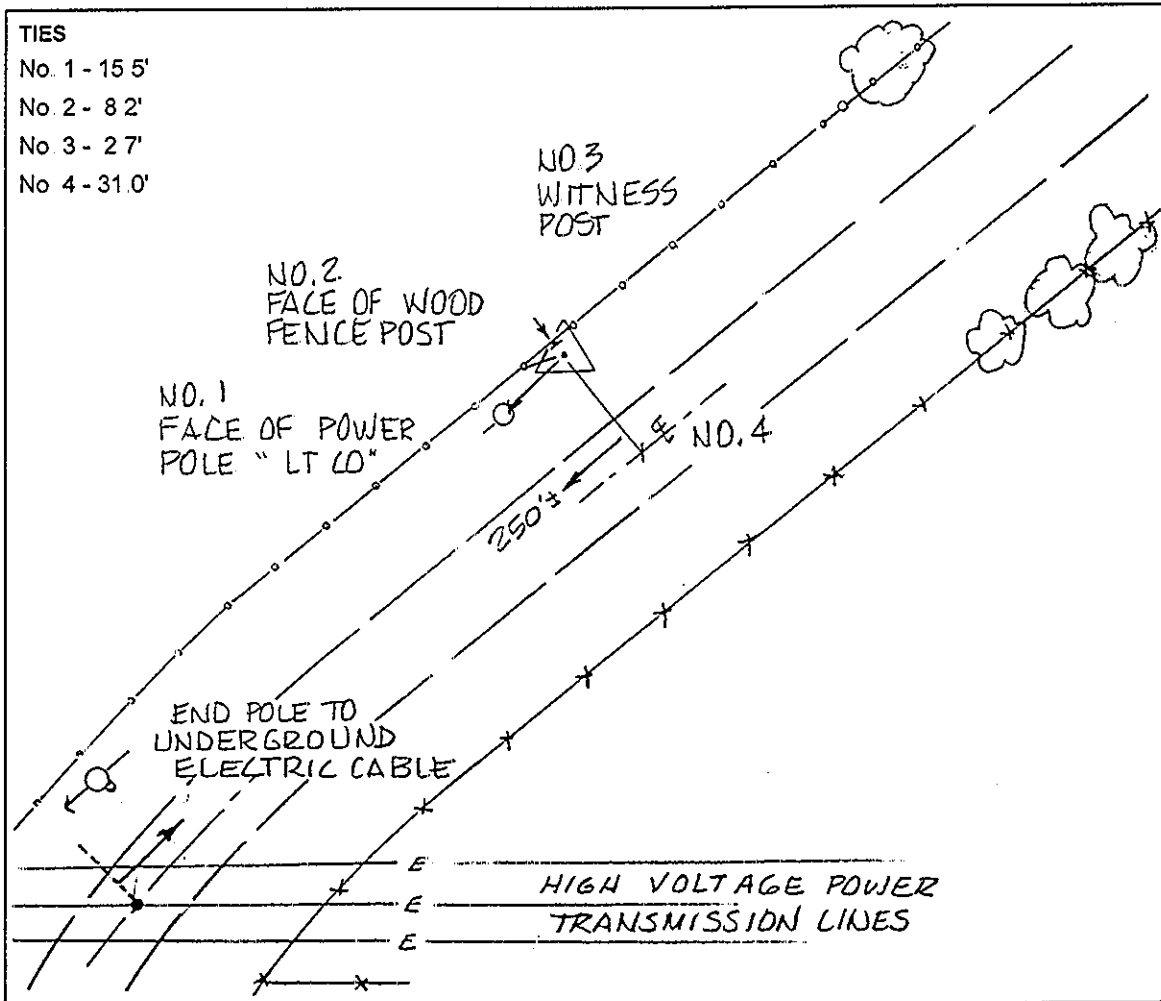 TIES
No. 1 - 15 5'
No. 2 - 8 2'
No. 3 - 2 7'
No 4 - 31.0'
NO.3
WITNESS
POST
NO.2.
FACE OF WOOD
FENCE POST
NO. 1
FACE OF POWER
POLE " LT CO"
℄ NO. 4
250'±
END POLE TO
UNDERGROUND
ELECTRIC CABLE
E
E
E
HIGH VOLTAGE POWER
TRANSMISSION LINES